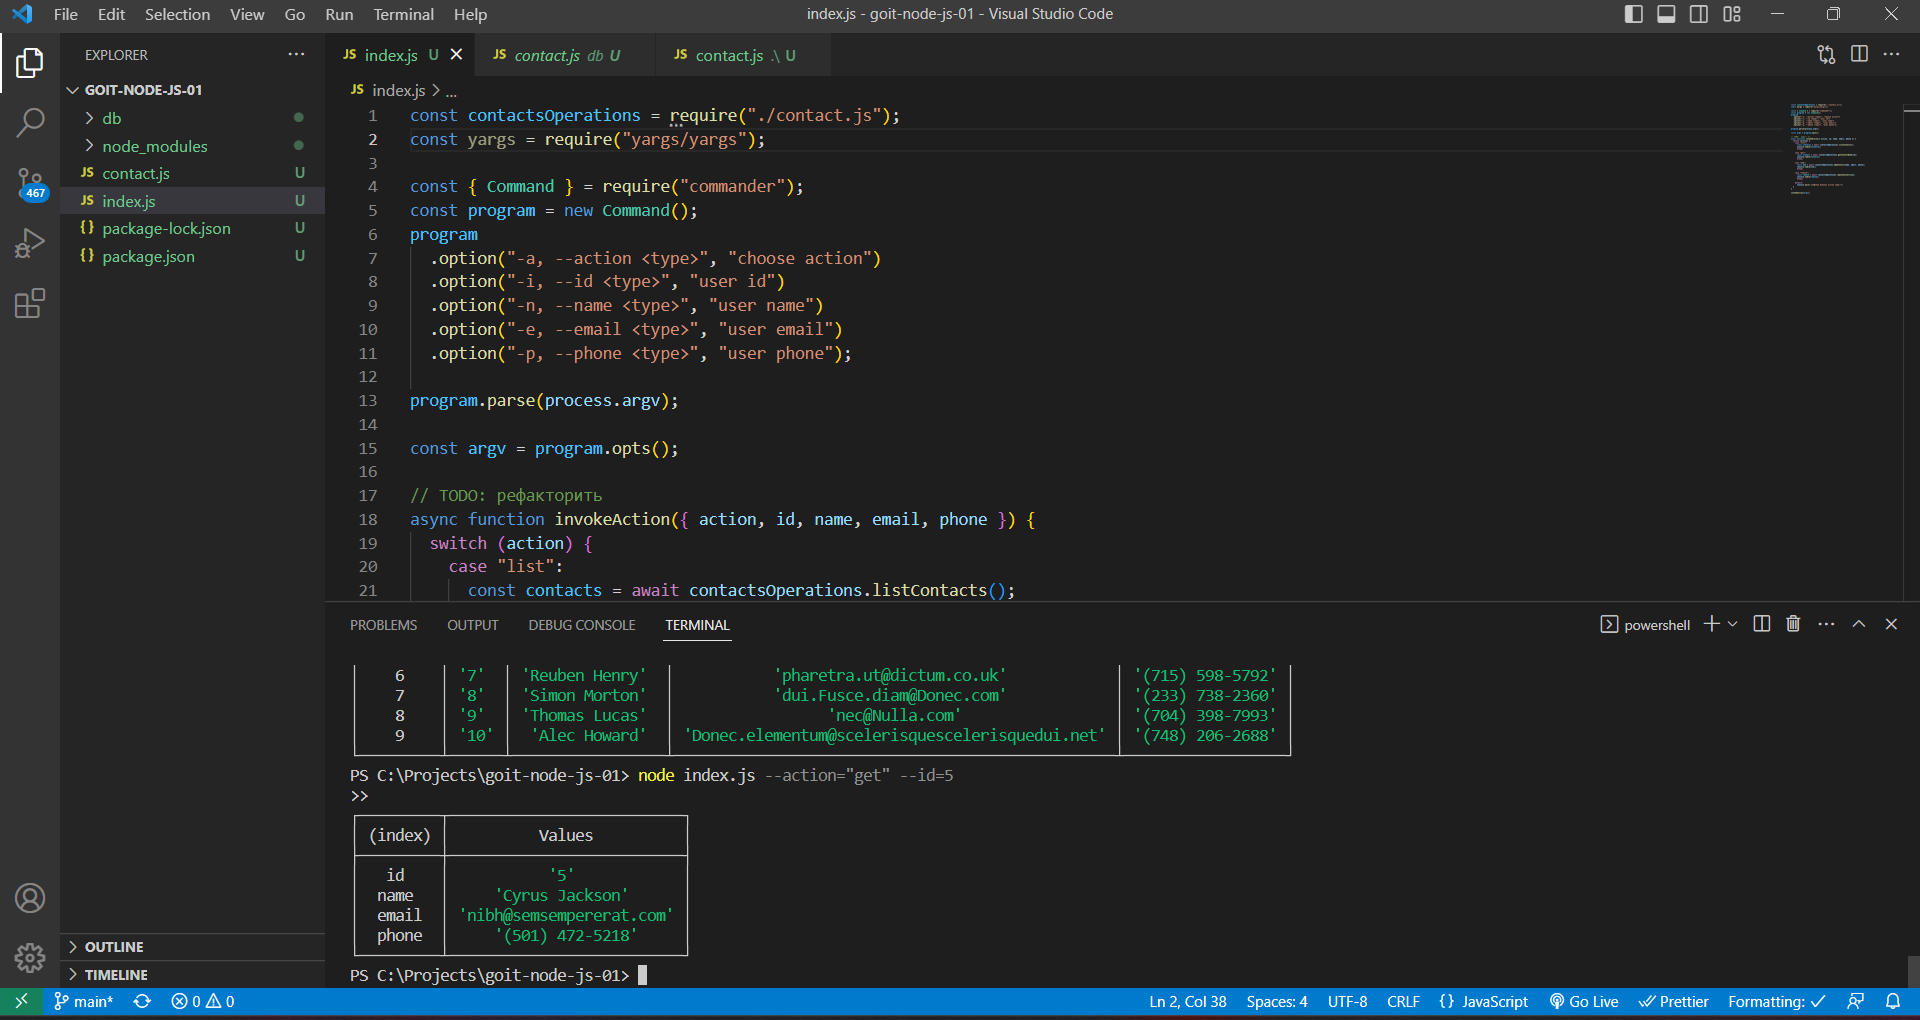 File Edit Selection View Go Run Terminal Help
index.js - goit-node-js-01 - Visual Studio Code
EXPLORER
GOIT-NODE-JS-01
db
node_modules
JS contact.js U
JS index.js U
{} package-lock.json U
{} package.json U
467
OUTLINE
TIMELINE
JS index.js U
JS contact.js db U
JS contact.js .\ U
JS index.js > ...
1 const contactsOperations = require("./contact.js");
2 const yargs = require("yargs/yargs");
3
4 const { Command } = require("commander");
5 const program = new Command();
6 program
7 .option("-a, --action <type>", "choose action")
8 .option("-i, --id <type>", "user id")
9 .option("-n, --name <type>", "user name")
10 .option("-e, --email <type>", "user email")
11 .option("-p, --phone <type>", "user phone");
12
13 program.parse(process.argv);
14
15 const argv = program.opts();
16
17 // TODO: рефакторить
18 async function invokeAction({ action, id, name, email, phone }) {
19 switch (action) {
20 case "list":
21 const contacts = await contactsOperations.listContacts();
PROBLEMS OUTPUT DEBUG CONSOLE TERMINAL
powershell
6 '7' 'Reuben Henry' 'pharetra.ut@dictum.co.uk' '(715) 598-5792'
7 '8' 'Simon Morton' 'dui.Fusce.diam@Donec.com' '(233) 738-2360'
8 '9' 'Thomas Lucas' 'nec@Nulla.com' '(704) 398-7993'
9 '10' 'Alec Howard' 'Donec.elementum@scelerisquescelerisquedui.net' '(748) 206-2688'
PS C:\Projects\goit-node-js-01> node index.js --action="get" --id=5
>>
(index) Values
id '5'
name 'Cyrus Jackson'
email 'nibh@semsempererat.com'
phone '(501) 472-5218'
PS C:\Projects\goit-node-js-01>
main* 0 0
Ln 2, Col 38 Spaces: 4 UTF-8 CRLF {} JavaScript Go Live Prettier Formatting: